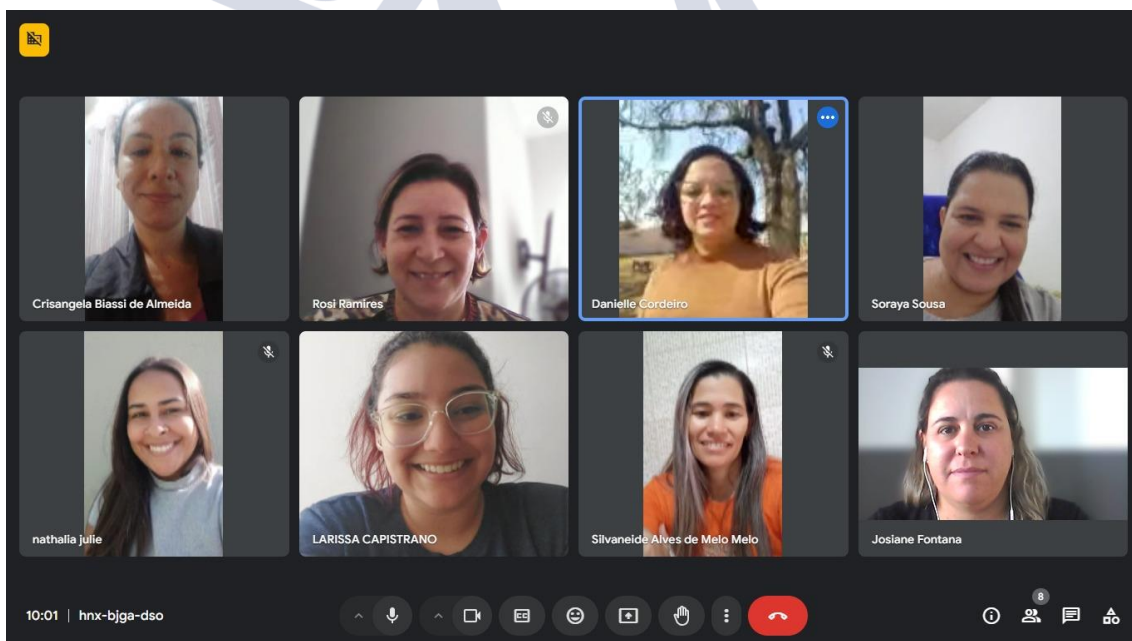 Crisangela Biassi de Almeida
Rosi Ramires
Danielle Cordeiro
Soraya Sousa
nathalia julie
LARISSA CAPISTRANO
Silvaneide Alves de Melo Melo
Josiane Fontana
10:01 | hnx-bjga-dso
CC
8